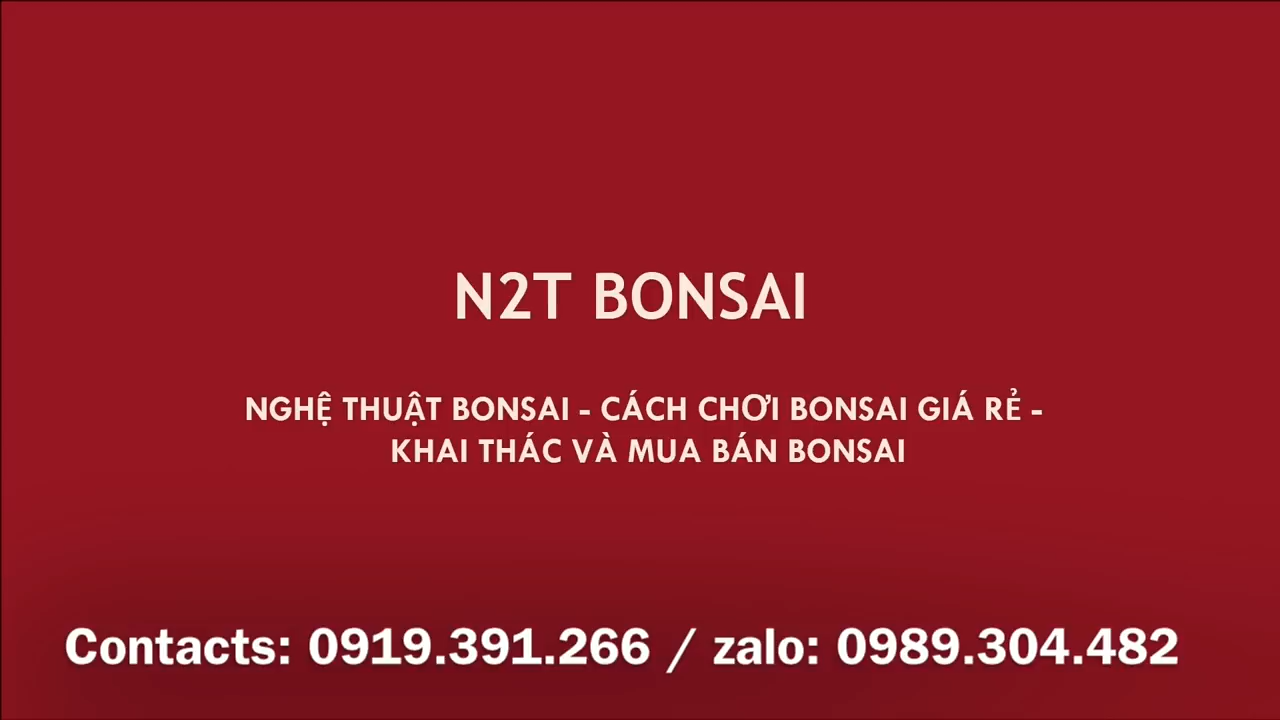 N2T BONSAI
NGHỆ THUẬT BONSAI - CÁCH CHƠI BONSAI GIÁ RẺ -
KHAI THÁC VÀ MUA BÁN BONSAI
Contacts: 0919.391.266 / zalo: 0989.304.482